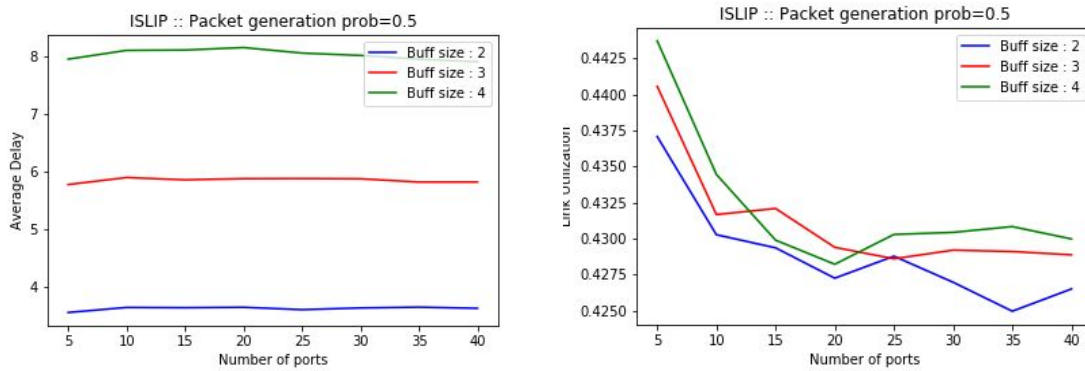 ISLIP :: Packet generation prob=0.5
8
7
6
5
4
Average Delay
Buff size : 2
Buff size : 3
Buff size : 4
5 10 15 20 25 30 35 40
Number of ports
ISLIP :: Packet generation prob=0.5
0.4425
0.4400
0.4375
0.4350
0.4325
0.4300
0.4275
0.4250
Link Utilization
Buff size : 2
Buff size : 3
Buff size : 4
5 10 15 20 25 30 35 40
Number of ports